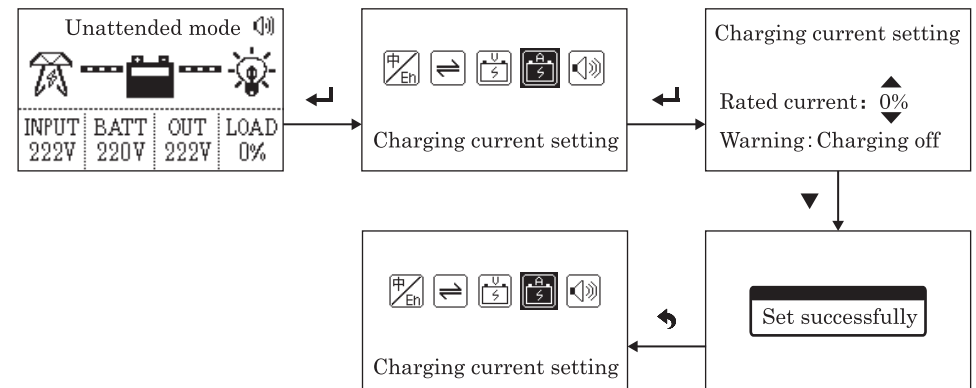 Unattended mode
INPUT BATT OUT LOAD
222V 220V 222V 0%
中/En U A
Charging current setting
Charging current setting
Rated current: 0%
Warning: Charging off
中/En U A
Charging current setting
Set successfully